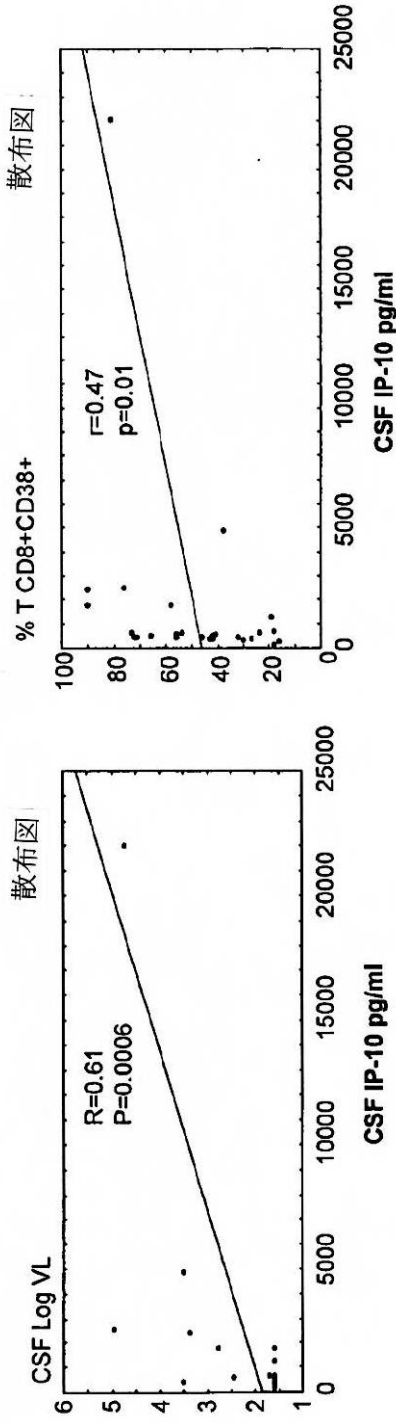 CSF Log VL
散布図
6
5
4
3
2
1
R=0.61
P=0.0006
0
5000
10000
15000
20000
25000
CSF IP-10 pg/ml
% T CD8+CD38+
散布図
100
80
60
40
20
0
r=0.47
p=0.01
0
5000
10000
15000
20000
25000
CSF IP-10 pg/ml